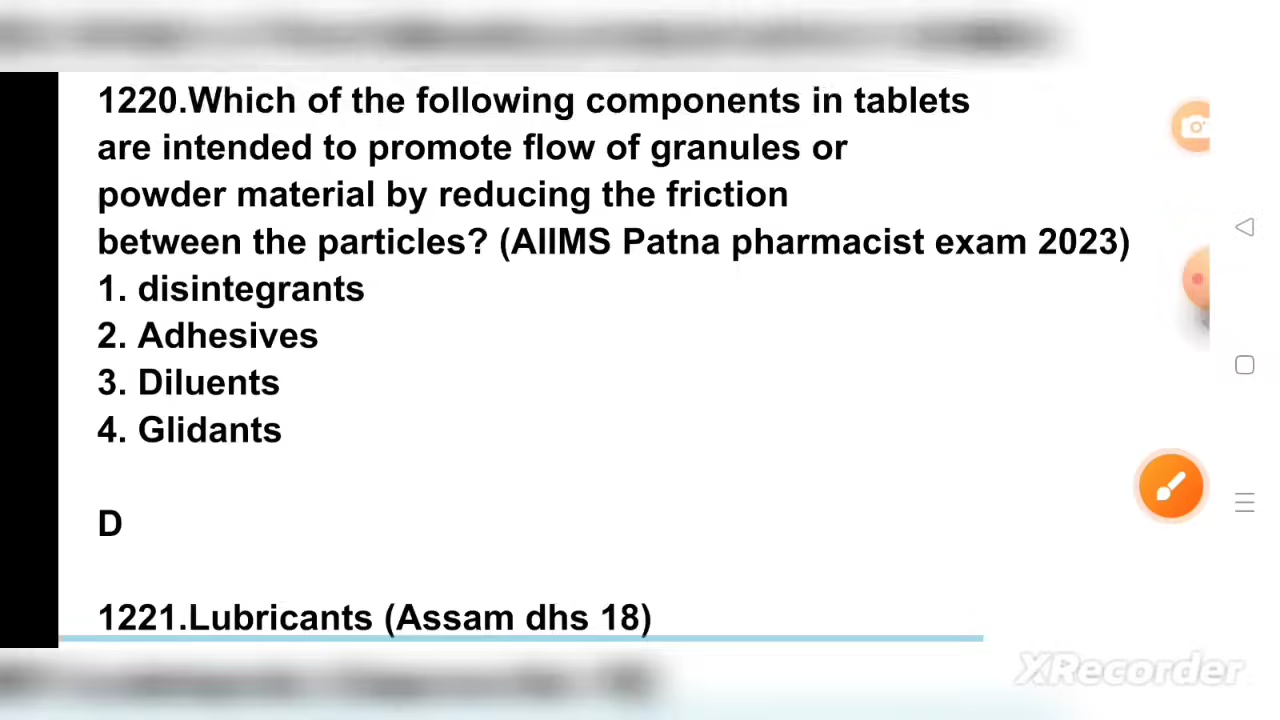 1220.Which of the following components in tablets
are intended to promote flow of granules or
powder material by reducing the friction
between the particles? (AIIMS Patna pharmacist exam 2023)
1. disintegrants
2. Adhesives
3. Diluents
4. Glidants
D
1221.Lubricants (Assam dhs 18)
XRecorder